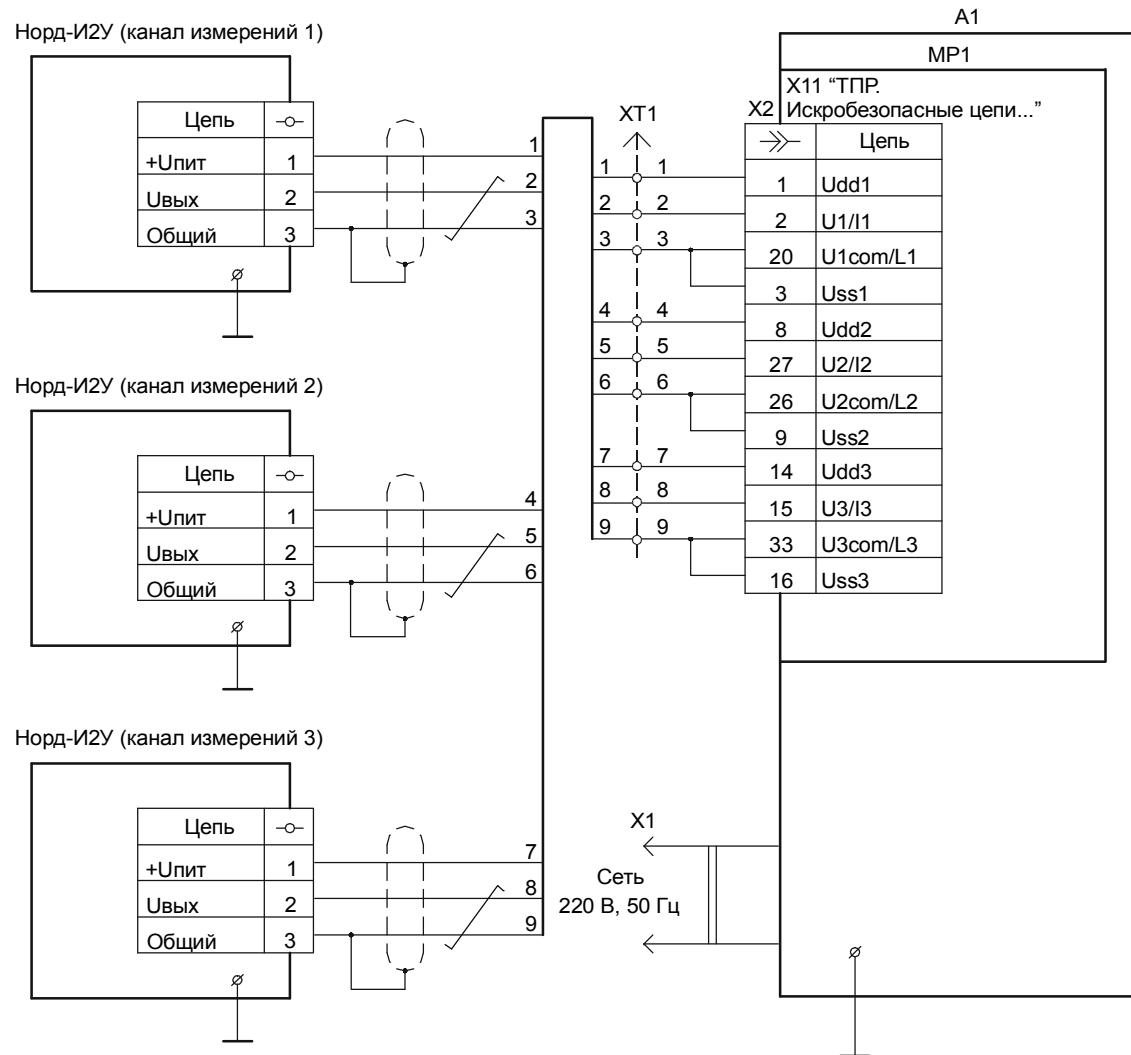 A1
Норд-И2У (канал измерений 1)
MP1
X11 “ТПР.
X2 Искробезопасные цепи...”
XT1
Цепь
+Uпит 1
Uвых 2
Общий 3
1
2
3
Цепь
1 1 1 Udd1
2 2 2 U1/I1
3 3 20 U1com/L1
3 Uss1
4 4 8 Udd2
5 5 27 U2/I2
6 6 26 U2com/L2
9 Uss2
7 7 14 Udd3
8 8 15 U3/I3
9 9 33 U3com/L3
16 Uss3
Норд-И2У (канал измерений 2)
Цепь
+Uпит 1
Uвых 2
Общий 3
4
5
6
Норд-И2У (канал измерений 3)
Цепь
+Uпит 1
Uвых 2
Общий 3
7
8
9
X1
Сеть
220 В, 50 Гц